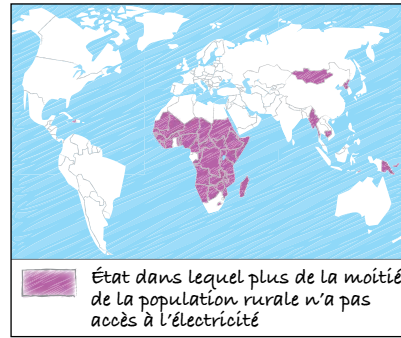 État dans lequel plus de la moitié
de la population rurale n'a pas
accès à l'électricité